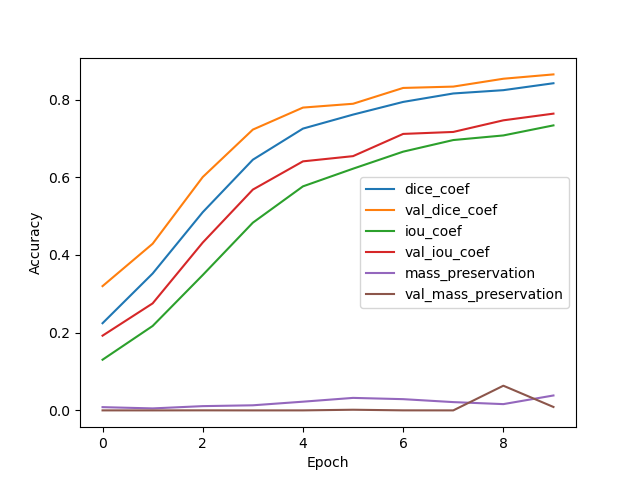 0.8
0.6
0.4
0.2
0.0
Accuracy
dice_coef
val_dice_coef
iou_coef
val_iou_coef
mass_preservation
val_mass_preservation
0 2 4 6 8
Epoch